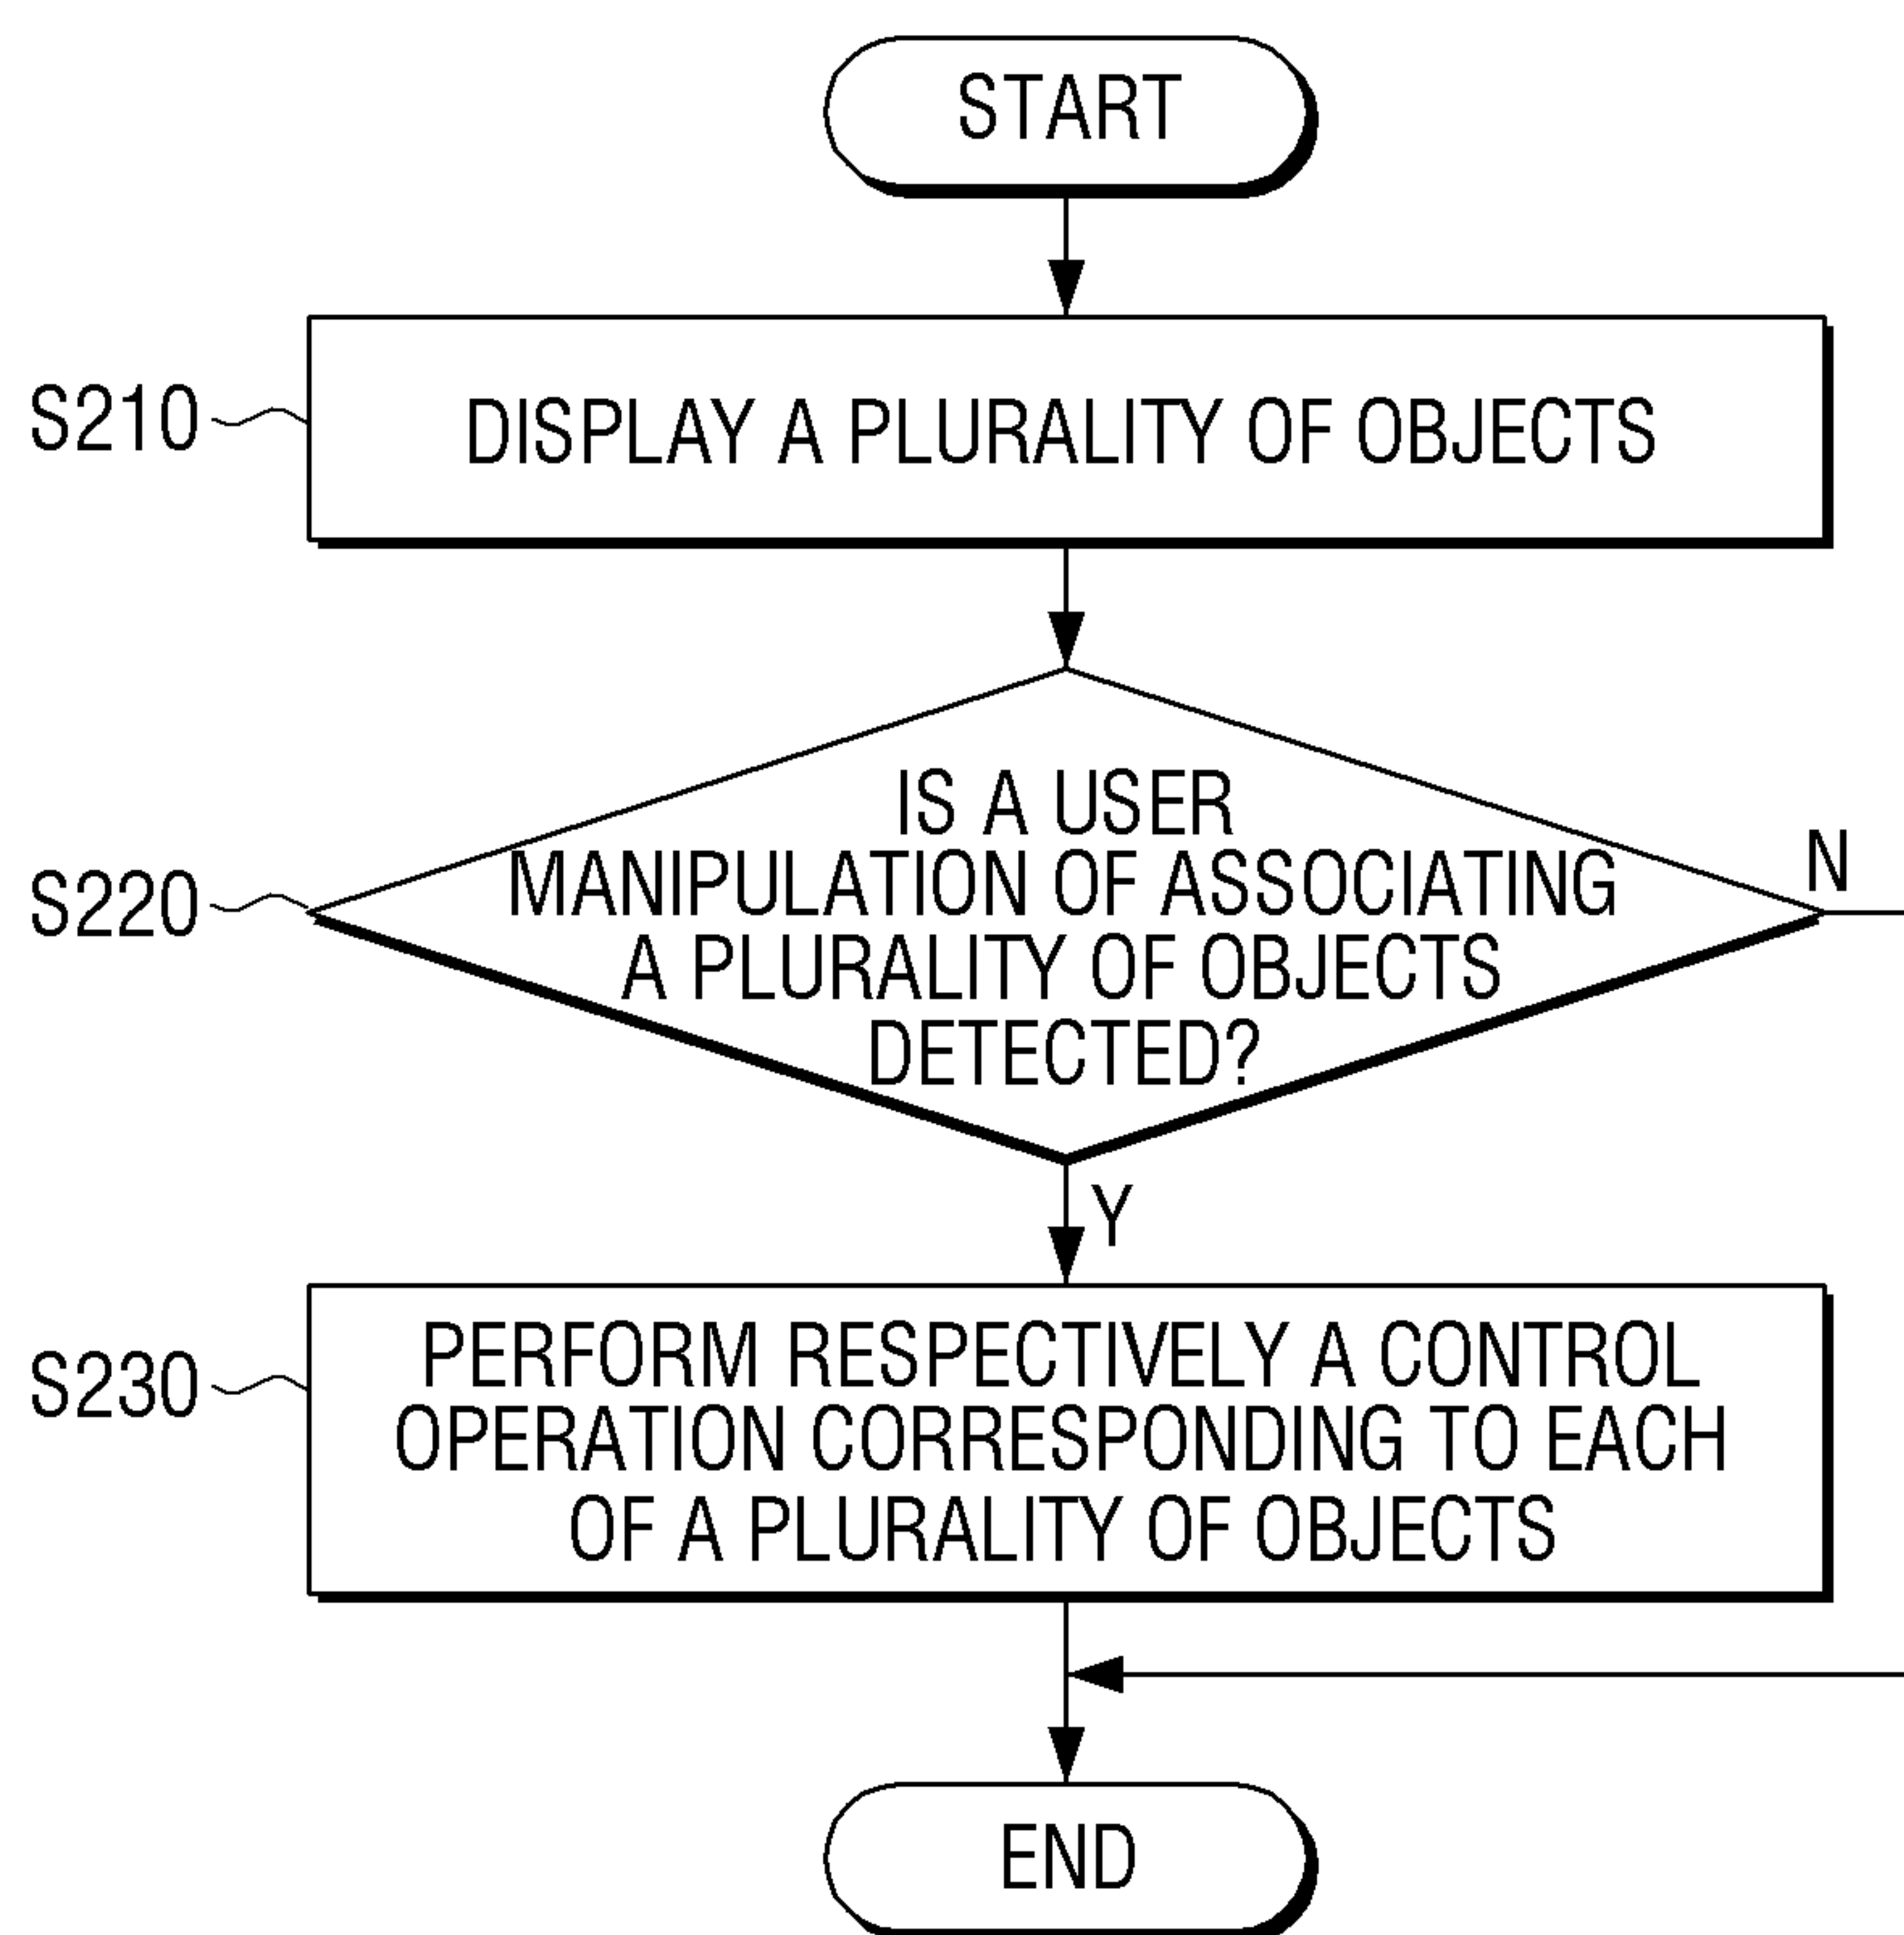 START
S210
DISPLAY A PLURALITY OF OBJECTS
S220
IS A USER
MANIPULATION OF ASSOCIATING
A PLURALITY OF OBJECTS
DETECTED?
N
Y
S230
PERFORM RESPECTIVELY A CONTROL
OPERATION CORRESPONDING TO EACH
OF A PLURALITY OF OBJECTS
END